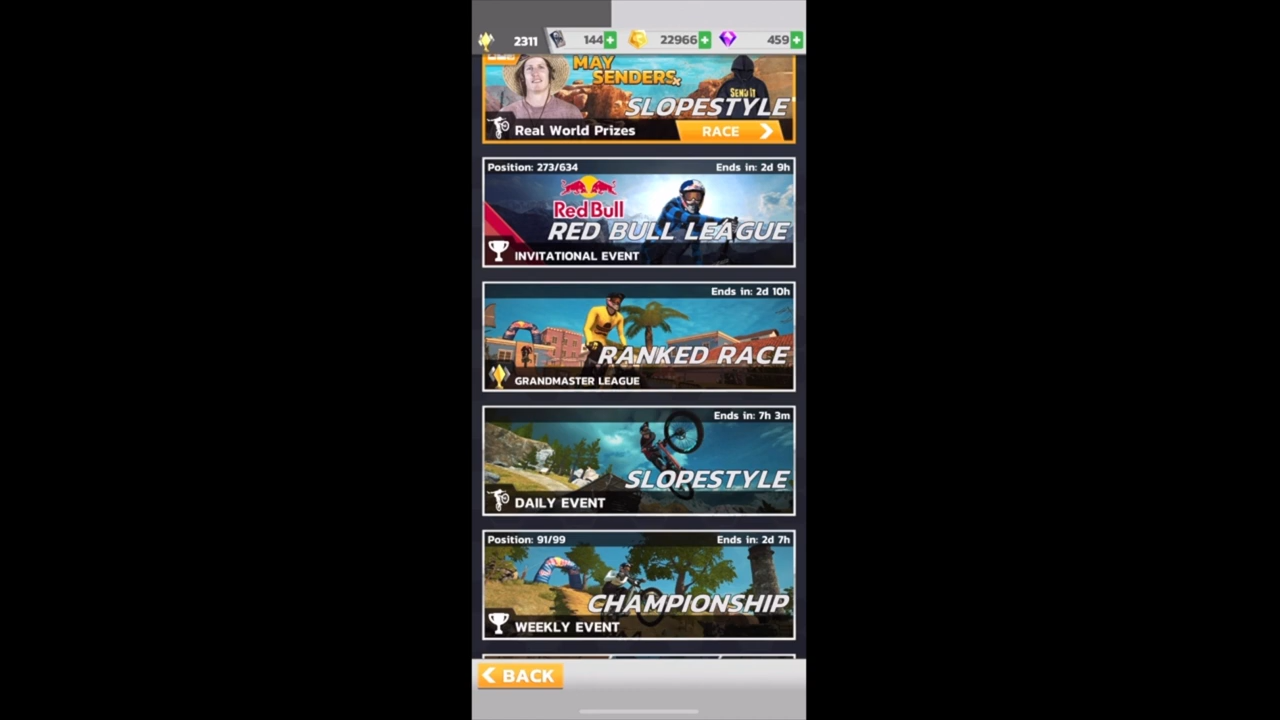 2311 144+ 22966+ 459+
MAY
SENDERS
SEND IT
SLOPESTYLE
Real World Prizes RACE
Position: 273/634 Ends in: 2d 9h
Red Bull
RED BULL LEAGUE
INVITATIONAL EVENT
Ends in: 2d 10h
RANKED RACE
GRANDMASTER LEAGUE
Ends in: 7h 3m
SLOPESTYLE
DAILY EVENT
Position: 91/99 Ends in: 2d 7h
CHAMPIONSHIP
WEEKLY EVENT
BACK